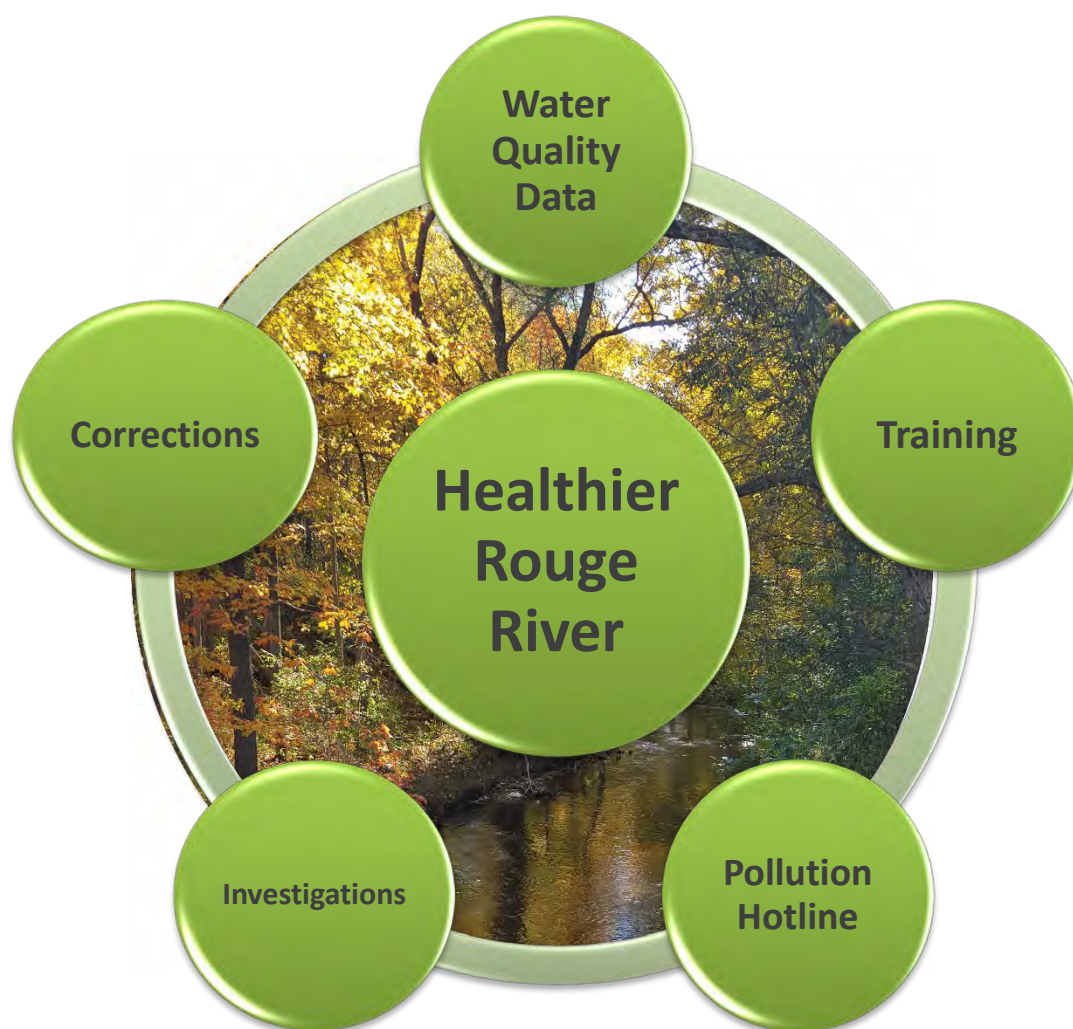 Water
Quality
Data
Training
Pollution
Hotline
Investigations
Corrections
Healthier
Rouge
River